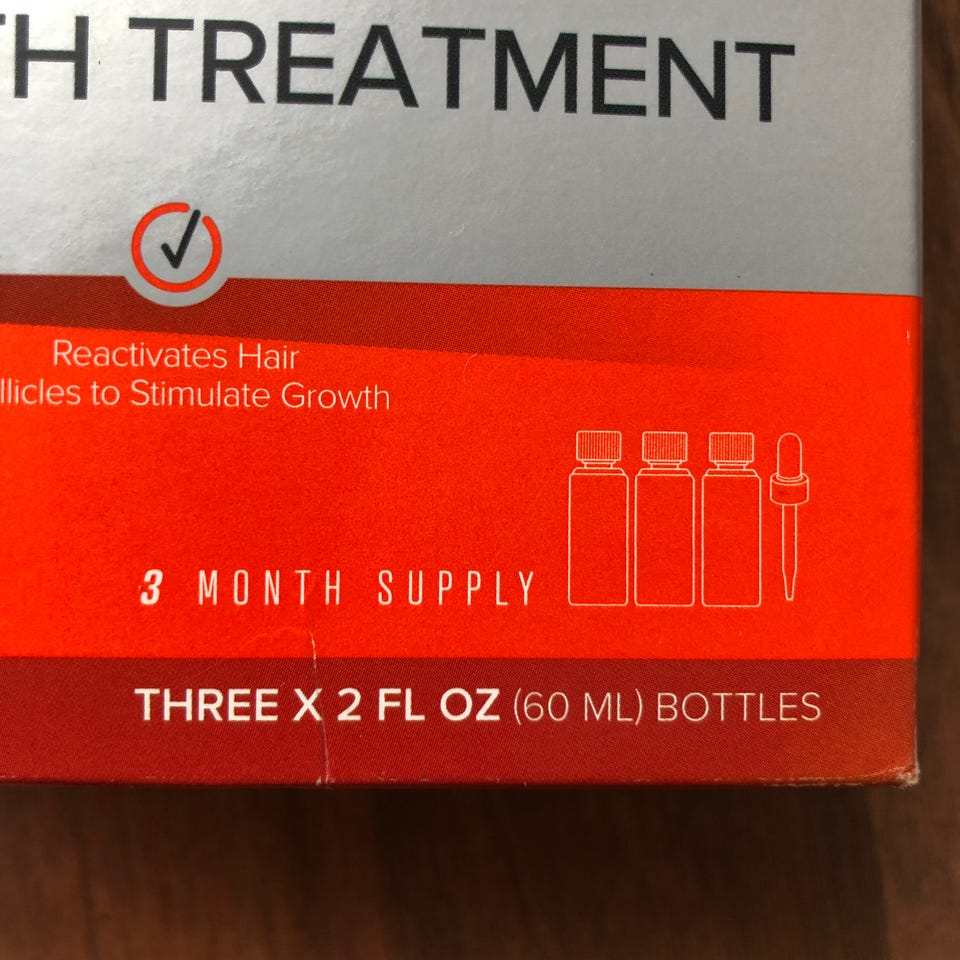 TH TREATMENT
Reactivates Hair
llicles to Stimulate Growth
3 MONTH SUPPLY
THREE X 2 FL OZ (60 ML) BOTTLES